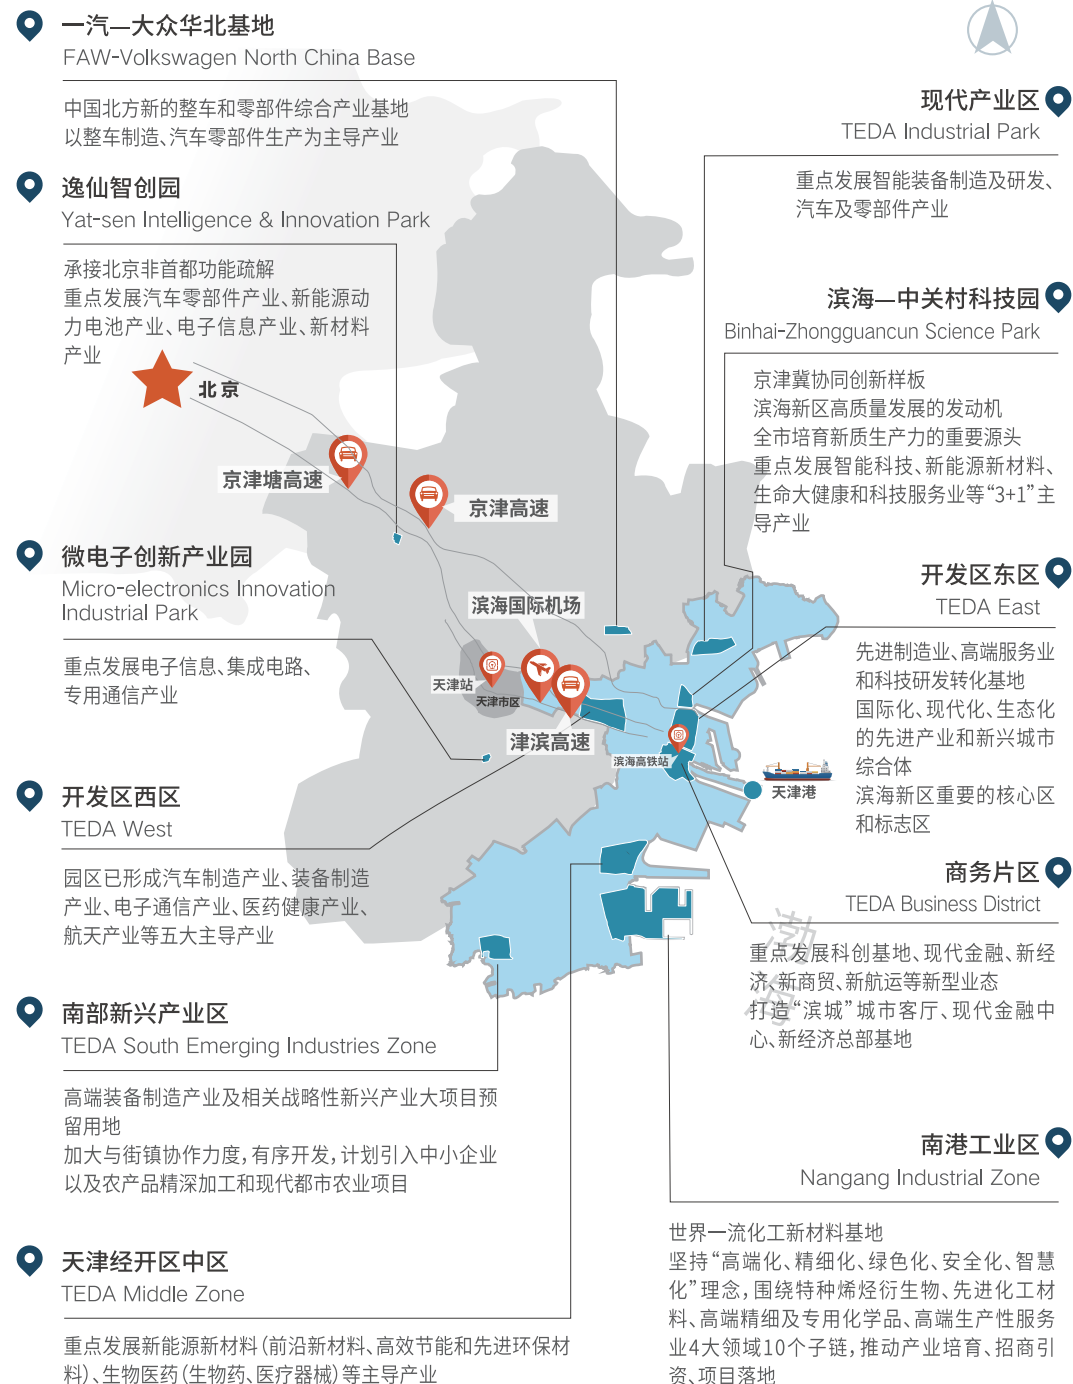 一汽—大众华北基地
FAW-Volkswagen North China Base
中国北方新的整车和零部件综合产业基地
以整车制造、汽车零部件生产为主导产业
逸仙智创园
Yat-sen Intelligence & Innovation Park
承接北京非首都功能疏解
重点发展汽车零部件产业、新能源动
力电池产业、电子信息产业、新材料
产业
北京
京津塘高速
京津高速
微电子创新产业园
Micro-electronics Innovation
Industrial Park
重点发展电子信息、集成电路、
专用通信产业
滨海国际机场
天津站
天津市区
津滨高速
滨海高铁站
天津港
开发区西区
TEDA West
园区已形成汽车制造产业、装备制造
产业、电子通信产业、医药健康产业、
航天产业等五大主导产业
南部新兴产业区
TEDA South Emerging Industries Zone
高端装备制造产业及相关战略性新兴产业大项目预
留用地
加大与街镇协作力度，有序开发，计划引入中小企业
以及农产品精深加工和现代都市农业项目
天津经开区中区
TEDA Middle Zone
重点发展新能源新材料（前沿新材料、高效节能和先进环保材
料）、生物医药（生物药、医疗器械）等主导产业
现代产业区
TEDA Industrial Park
重点发展智能装备制造及研发、
汽车及零部件产业
滨海—中关村科技园
Binhai-Zhongguancun Science Park
京津冀协同创新样板
滨海新区高质量发展的发动机
全市培育新质生产力的重要源头
重点发展智能科技、新能源新材料、
生命大健康和科技服务业等“3+1”主
导产业
开发区东区
TEDA East
先进制造业、高端服务业
和科技研发转化基地
国际化、现代化、生态化
的先进产业和新兴城市
综合体
滨海新区重要的核心区
和标志区
商务片区
TEDA Business District
渤海
重点发展科创基地、现代金融、新经
济、新商贸、新航运等新型业态
打造“滨城”城市客厅、现代金融中
心、新经济总部基地
南港工业区
Nangang Industrial Zone
世界一流化工新材料基地
坚持“高端化、精细化、绿色化、安全化、智慧
化”理念，围绕特种烯烃衍生物、先进化工材
料、高端精细及专用化学品、高端生产性服务
业4大领域10个子链，推动产业培育、招商引
资、项目落地